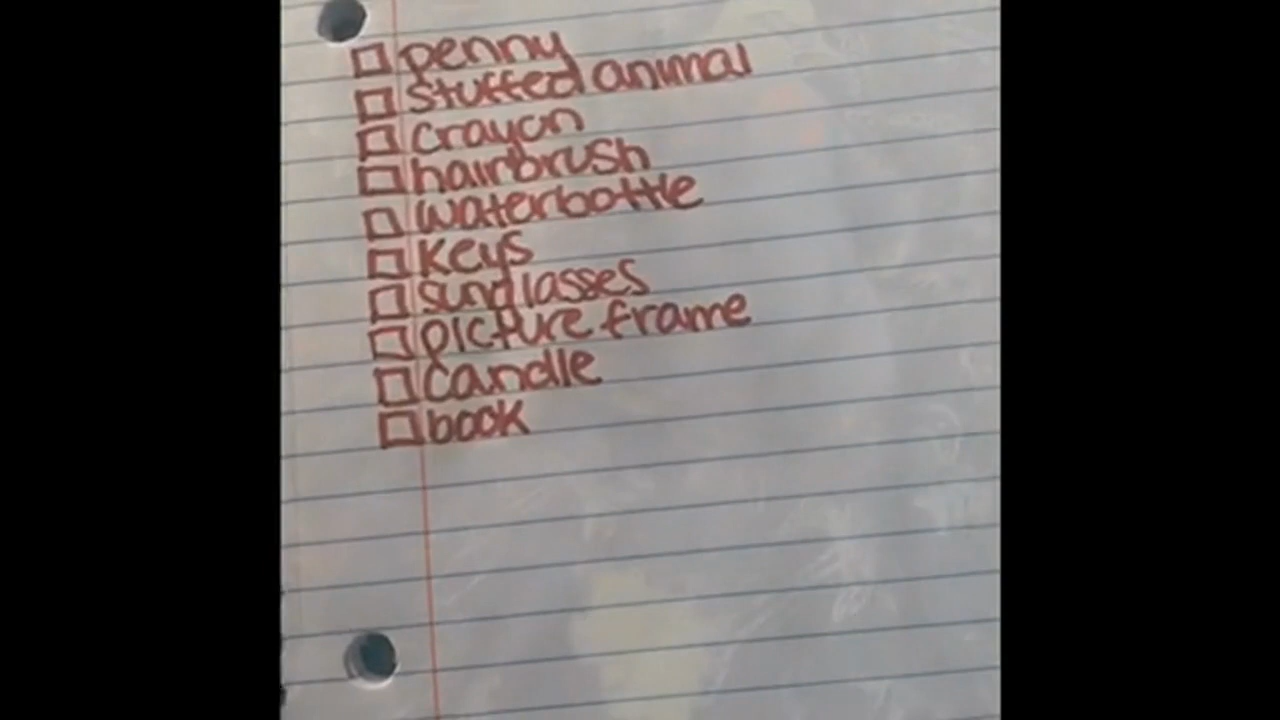 penny
stuffed animal
crayon
hairbrush
waterbottle
keys
sunglasses
picture frame
candle
book